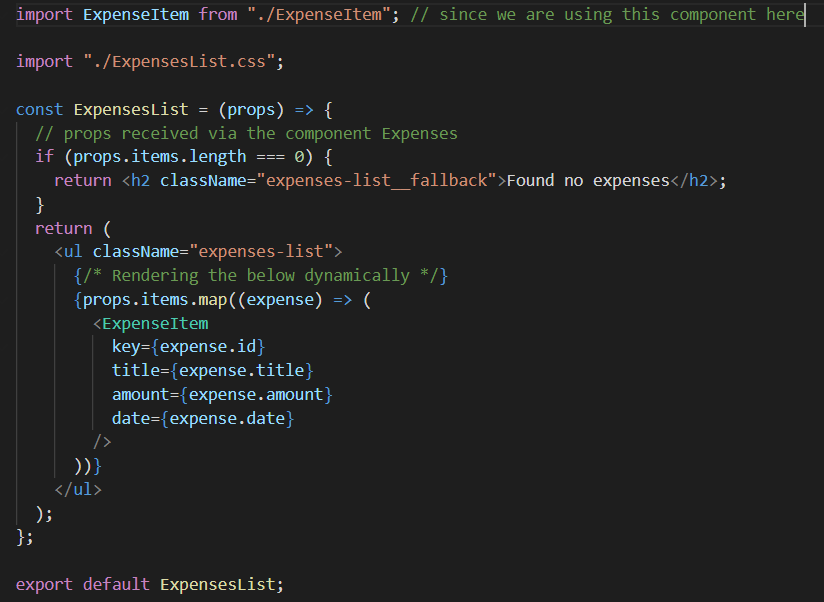 import ExpenseItem from "./ExpenseItem"; // since we are using this component here
import "./ExpensesList.css";
const ExpensesList = (props) => {
// props received via the component Expenses
if (props.items.length === 0) {
return <h2 className="expenses-list__fallback">Found no expenses</h2>;
}
return (
<ul className="expenses-list">
{/* Rendering the below dynamically */}
{props.items.map((expense) => (
<ExpenseItem
key={expense.id}
title={expense.title}
amount={expense.amount}
date={expense.date}
/>
))}
</ul>
);
};
export default ExpensesList;